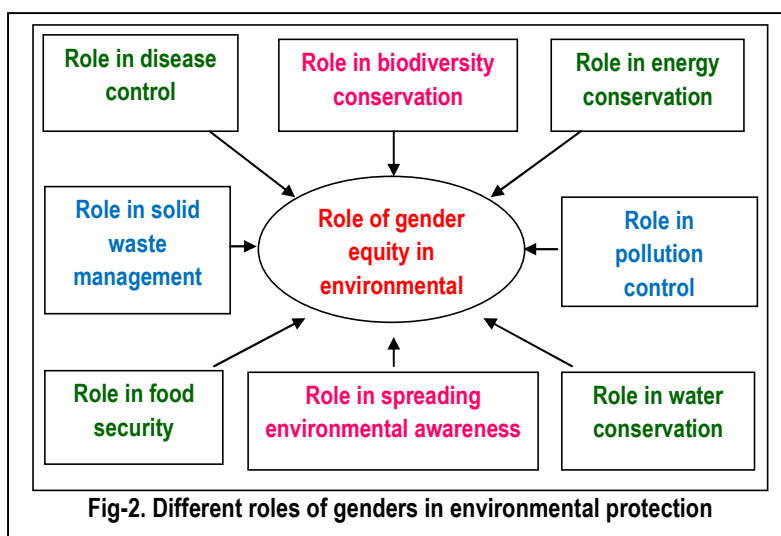 Role in disease
control
Role in biodiversity
conservation
Role in energy
conservation
Role in solid
waste
management
Role of gender
equity in
environmental
Role in
pollution
control
Role in food
security
Role in spreading
environmental awareness
Role in water
conservation
Fig-2. Different roles of genders in environmental protection